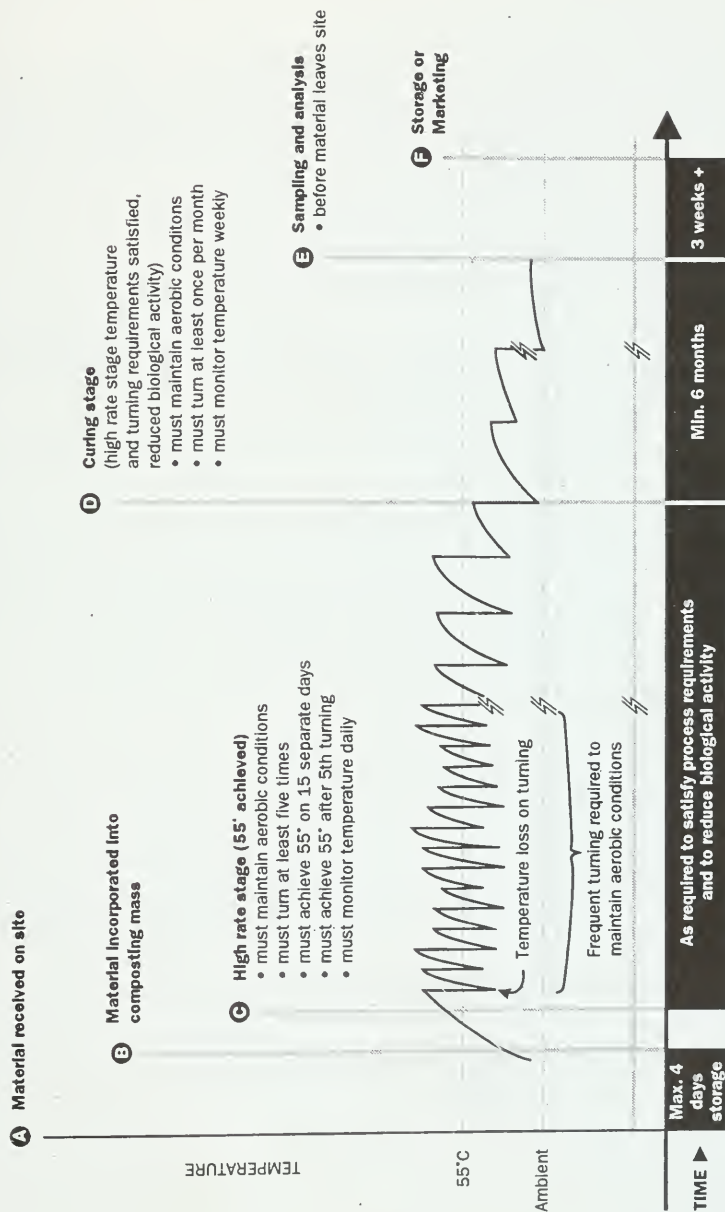 A Material received on site
B Material incorporated into
composting mass
C High rate stage (55° achieved)
• must maintain aerobic conditions
• must turn at least five times
• must achieve 55° on 15 separate days
• must achieve 55° after 5th turning
• must monitor temperature daily
D Curing stage
(high rate stage temperature
and turning requirements satisfied,
reduced biological activity)
• must maintain aerobic conditons
• must turn at least once per month
• must monitor temperature weekly
E Sampling and analysis
• before material leaves site
F Storage or
Marketing
TEMPERATURE
55°C
Ambient
Temperature loss on turning
Frequent turning required to
maintain aerobic conditions
TIME ▶
Max. 4
days
storage
As required to satisfy process requirements
and to reduce biological activity
Min. 6 months
3 weeks +